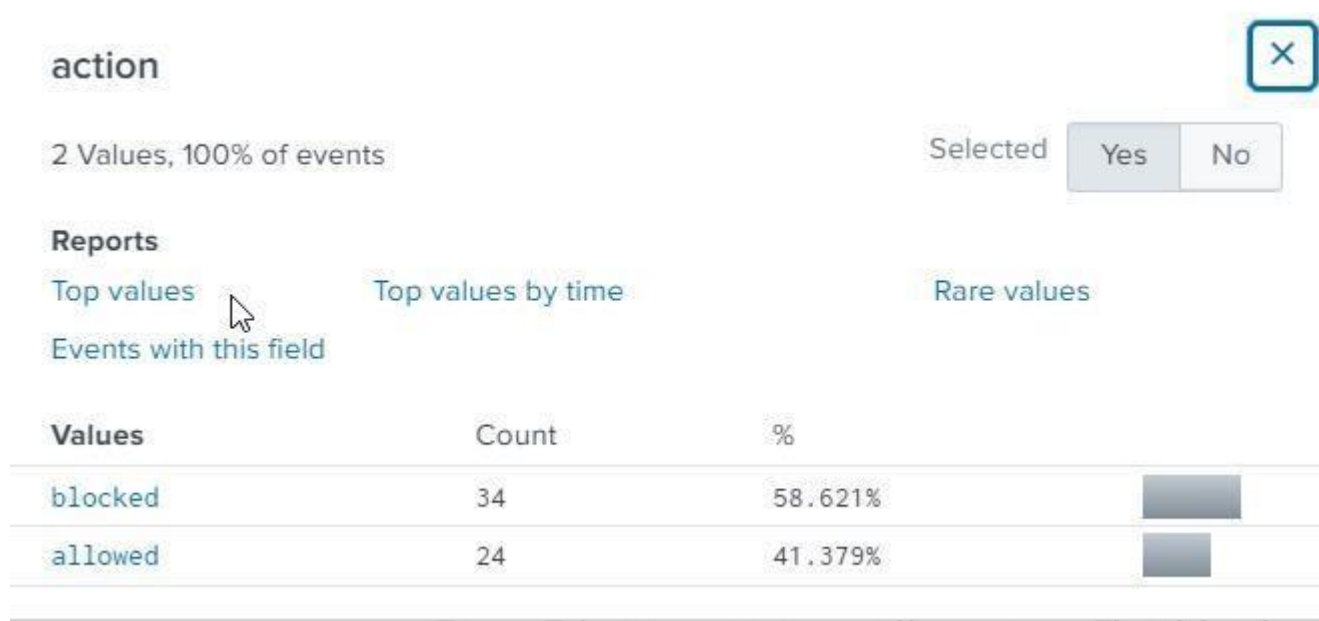 action
2 Values, 100% of events
Selected Yes No
Reports
Top values Top values by time Rare values
Events with this field
Values Count %
blocked 34 58.621%
allowed 24 41.379%